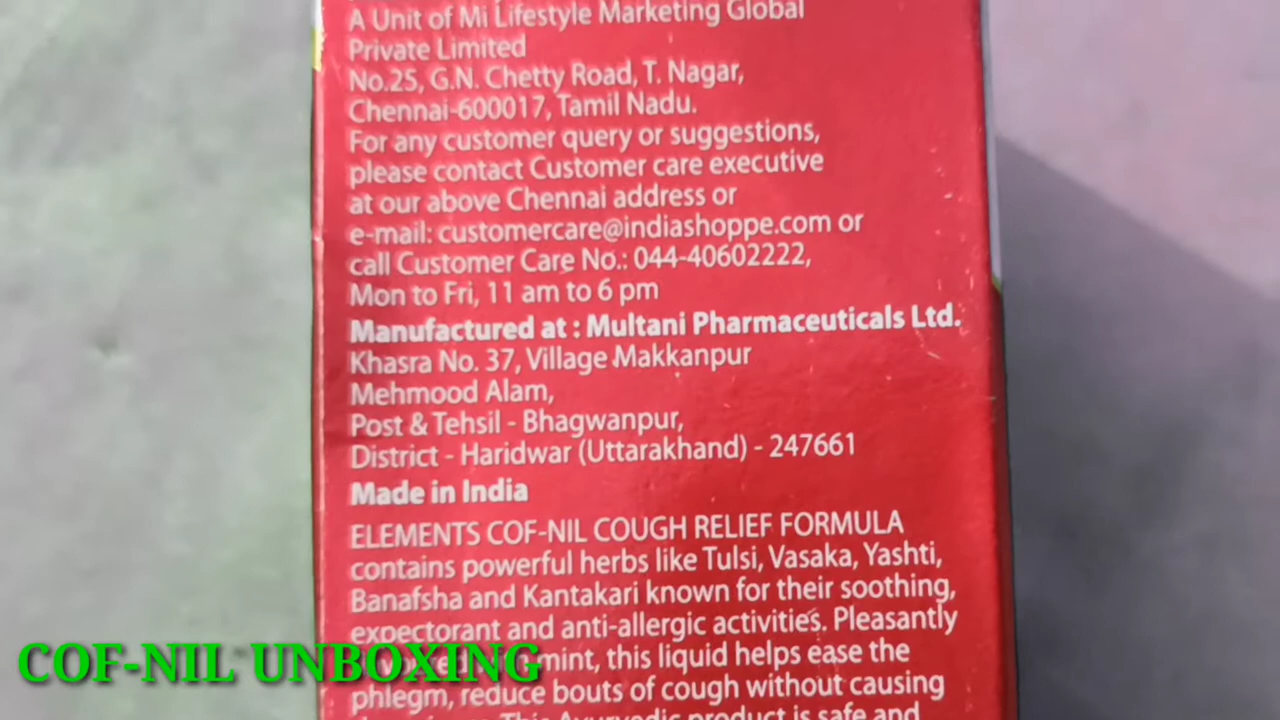 A Unit of Mi Lifestyle Marketing Global
Private Limited
No.25, G.N. Chetty Road, T. Nagar,
Chennai-600017, Tamil Nadu.
For any customer query or suggestions,
please contact Customer care executive
at our above Chennai address or
e-mail: customercare@indiashoppe.com or
call Customer Care No.: 044-40602222,
Mon to Fri, 11 am to 6 pm
Manufactured at : Multani Pharmaceuticals Ltd.
Khasra No. 37, Village Makkanpur
Mehmood Alam,
Post & Tehsil - Bhagwanpur,
District - Haridwar (Uttarakhand) - 247661
Made in India
ELEMENTS COF-NIL COUGH RELIEF FORMULA
contains powerful herbs like Tulsi, Vasaka, Yashti,
Banafsha and Kantakari known for their soothing,
expectorant and anti-allergic activities. Pleasantly
mint, this liquid helps ease the
phlegm, reduce bouts of cough without causing
This Ayurvedic product is safe and
COF-NIL UNBOXING